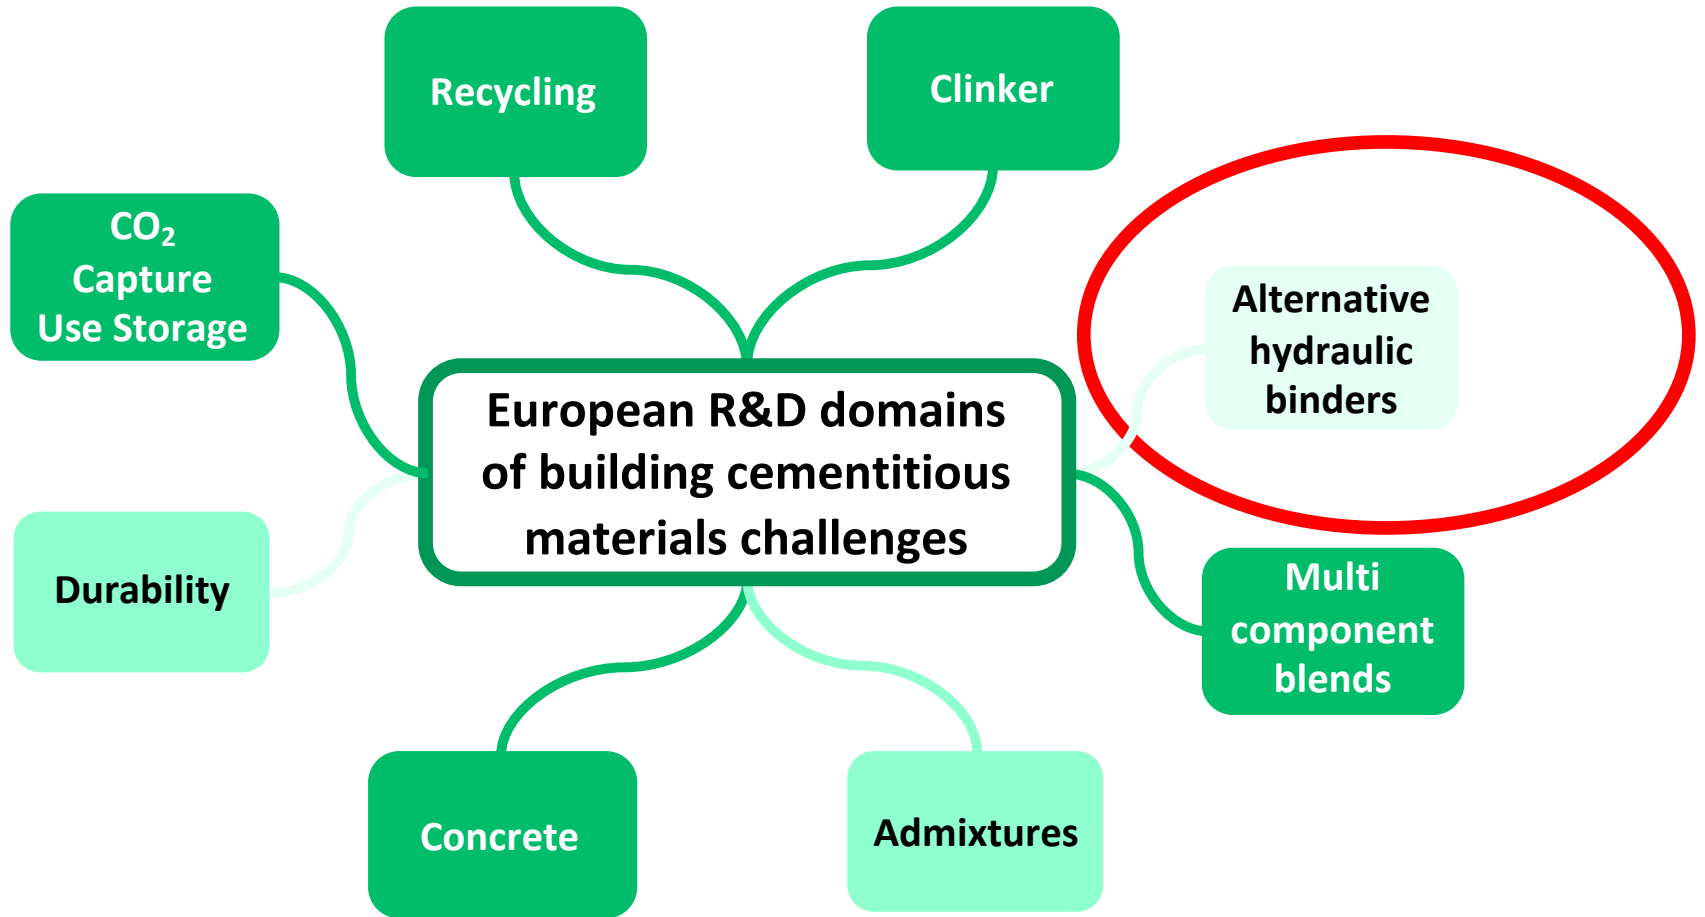 Recycling
Clinker
CO₂
Capture
Use Storage
Alternative
hydraulic
binders
European R&D domains
of building cementitious
materials challenges
Durability
Multi
component
blends
Concrete
Admixtures